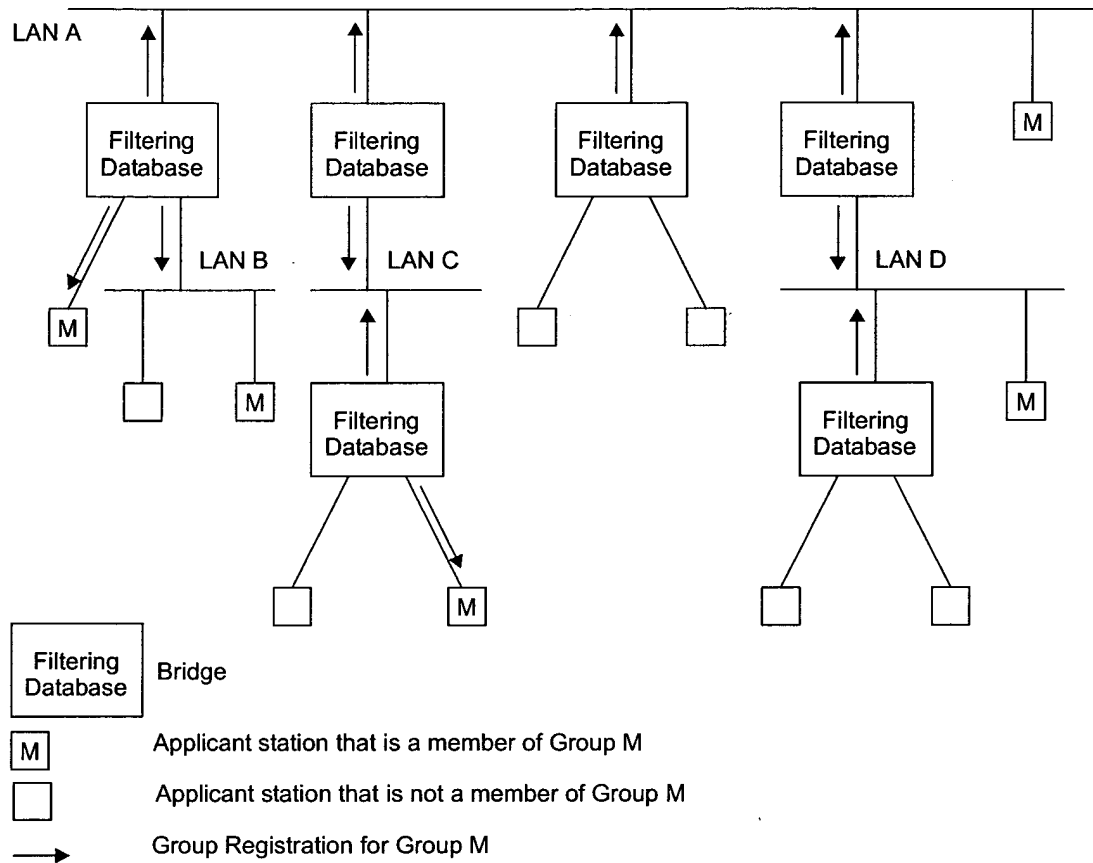 LAN A
M
Filtering
Database
Filtering
Database
Filtering
Database
Filtering
Database
LAN B
LAN C
LAN D
M
M
M
Filtering
Database
Filtering
Database
M
Filtering
Database
Bridge
M
Applicant station that is a member of Group M
Applicant station that is not a member of Group M
Group Registration for Group M